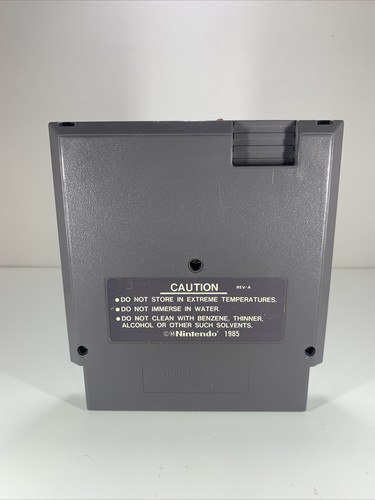 CAUTION REV-A
•DO NOT STORE IN EXTREME TEMPERATURES.
•DO NOT IMMERSE IN WATER.
•DO NOT CLEAN WITH BENZENE, THINNER,
ALCOHOL OR OTHER SUCH SOLVENTS.
©MNintendo® 1985